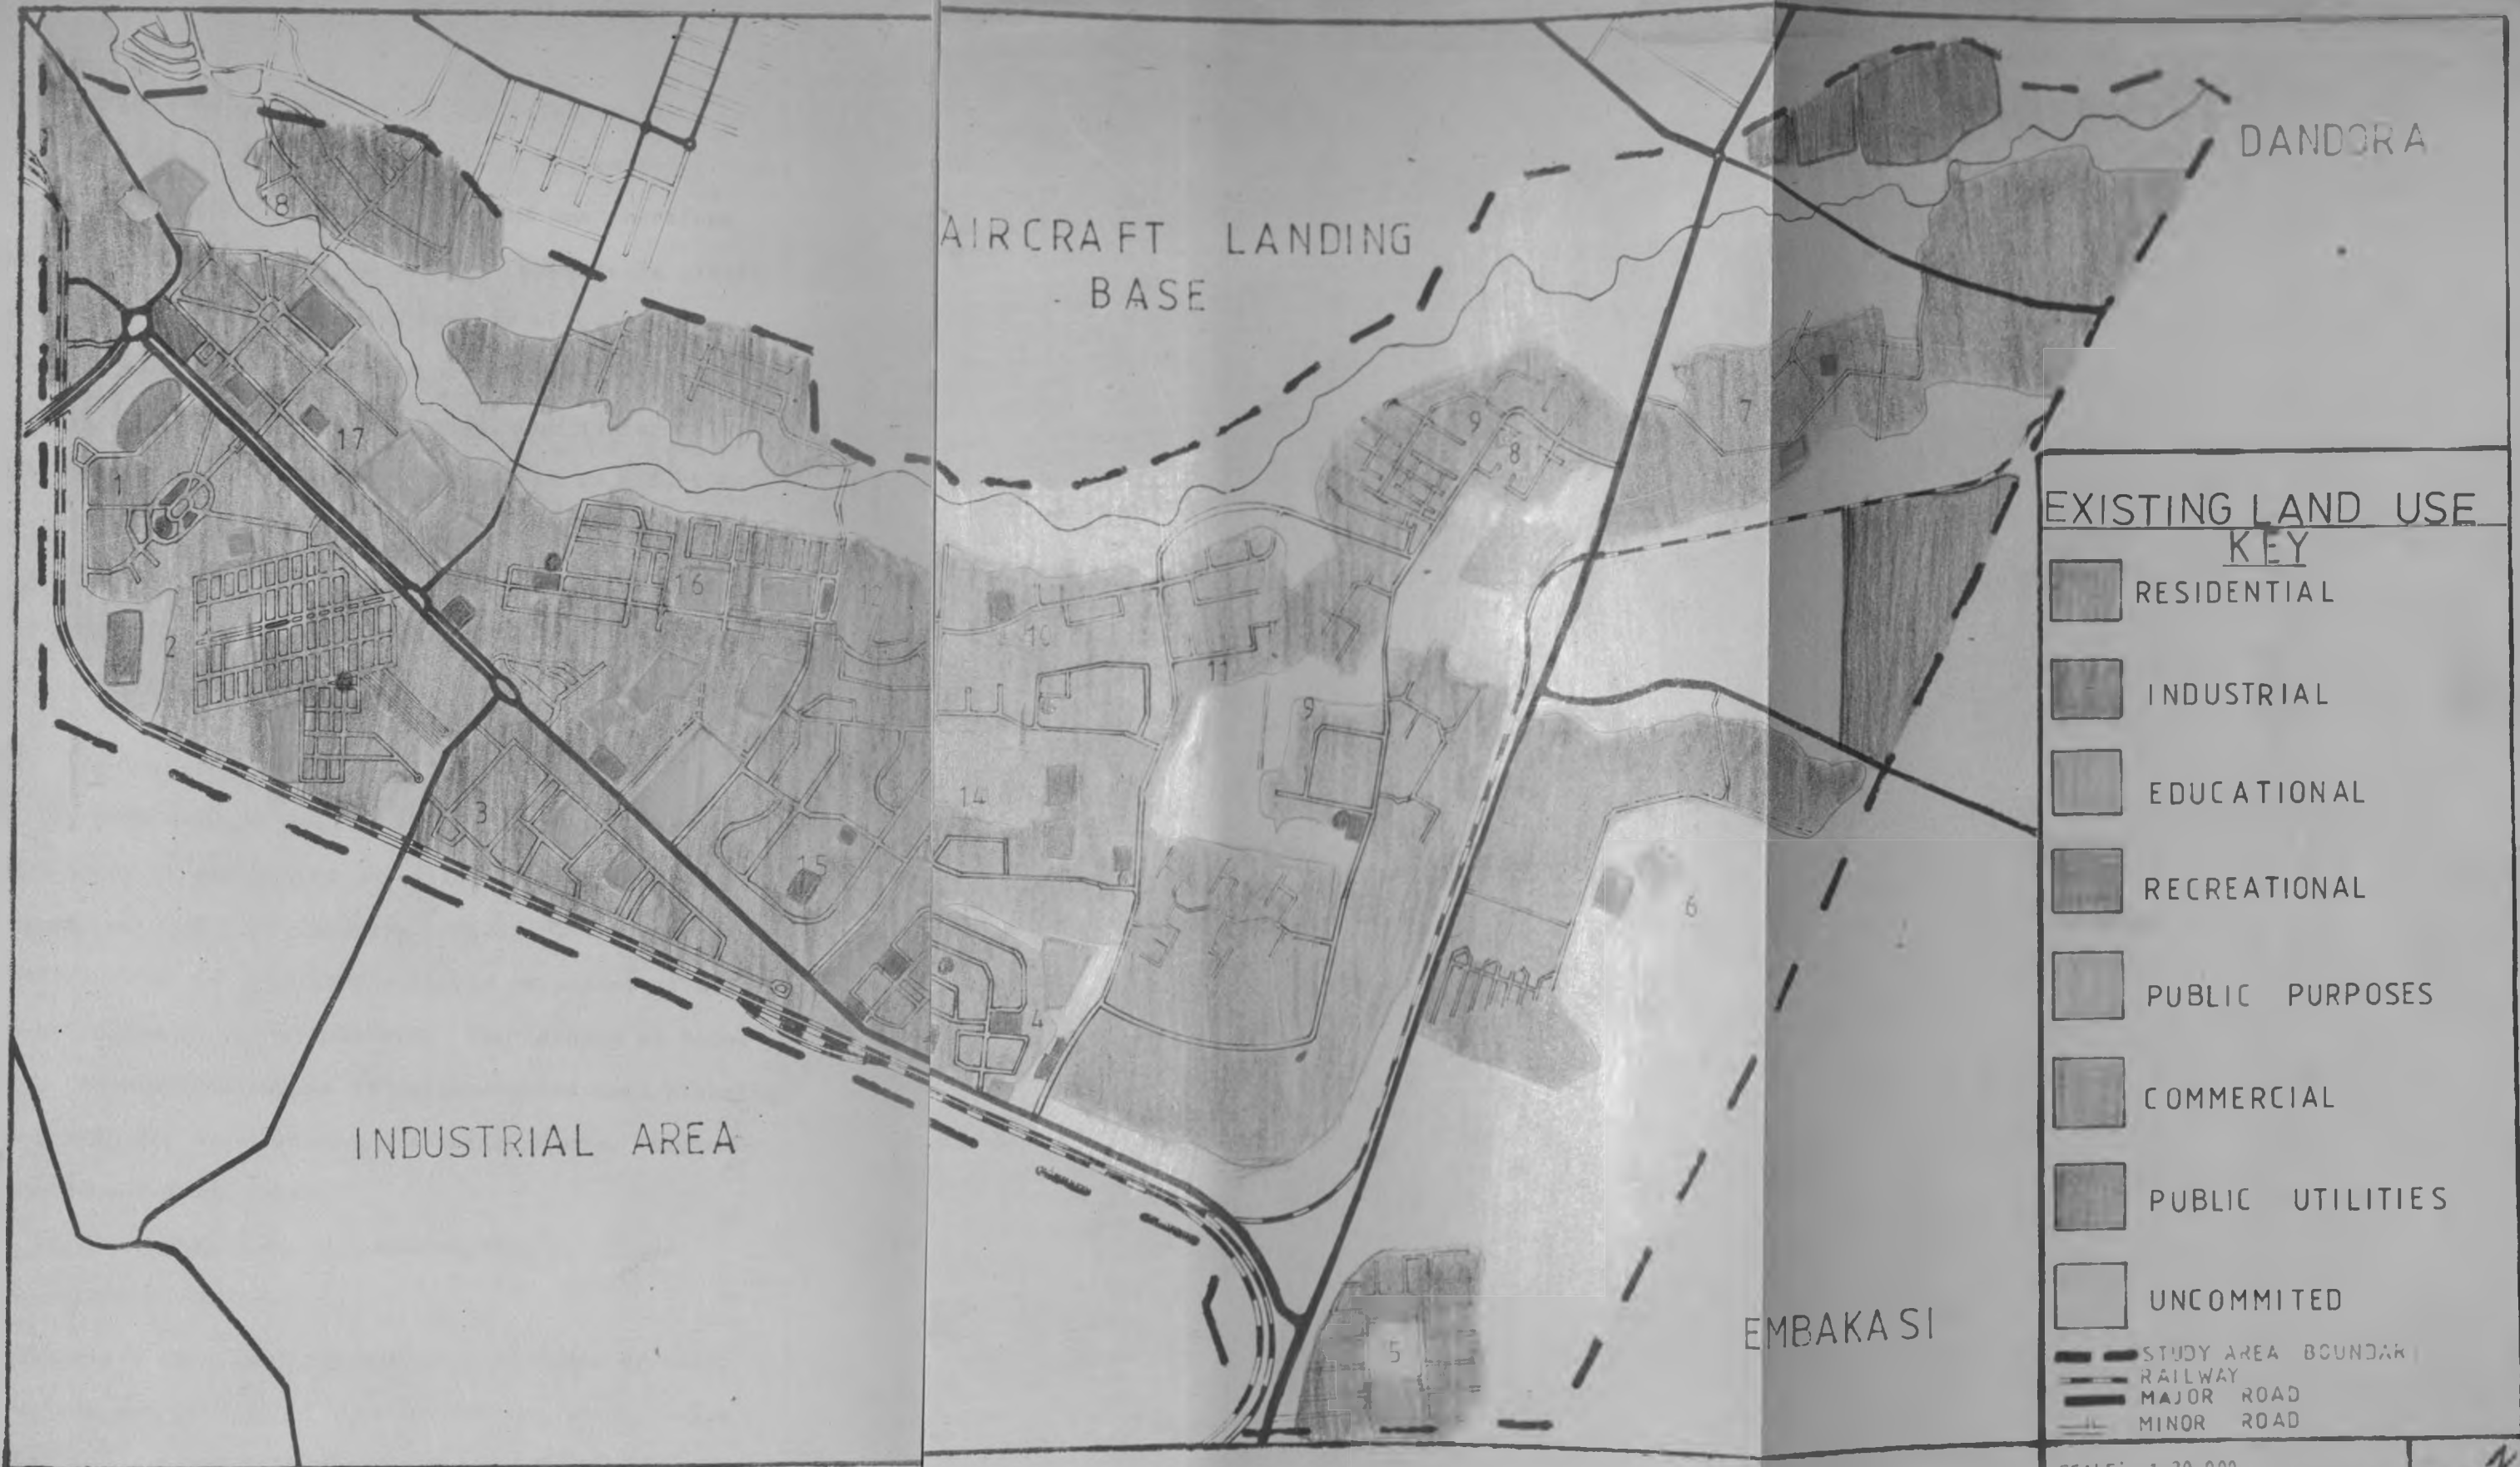 DANDORA
AIRCRAFT LANDING
BASE
18
17
1
2
16
12
10
11
9
8
9
7
3
15
14
4
6
5
INDUSTRIAL AREA
EMBAKASI
EXISTING LAND USE
KEY
RESIDENTIAL
INDUSTRIAL
EDUCATIONAL
RECREATIONAL
PUBLIC PURPOSES
COMMERCIAL
PUBLIC UTILITIES
UNCOMMITED
STUDY AREA BOUNDAR
RAILWAY
MAJOR ROAD
MINOR ROAD